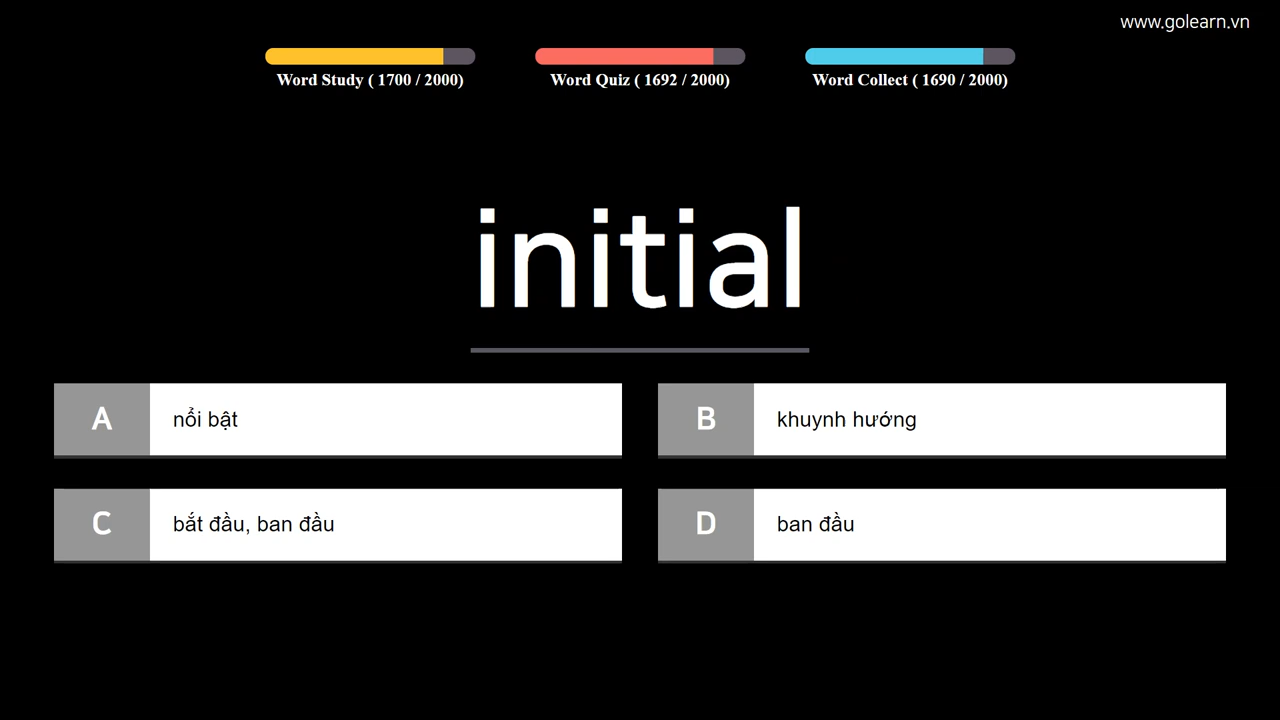 www.golearn.vn
Word Study ( 1700 / 2000)
Word Quiz ( 1692 / 2000)
Word Collect ( 1690 / 2000)
initial
A nổi bật
B khuynh hướng
C bắt đầu, ban đầu
D ban đầu